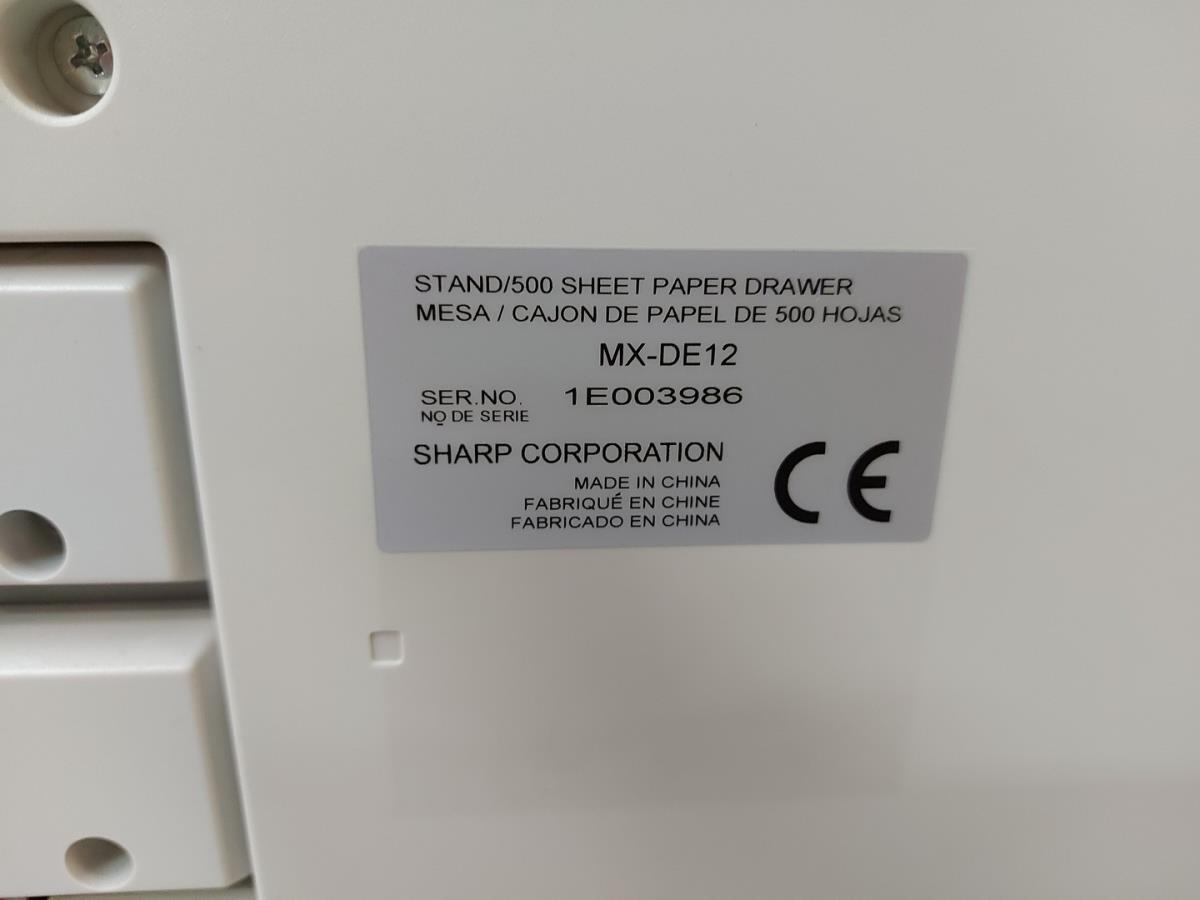 STAND/500 SHEET PAPER DRAWER
MESA / CAJON DE PAPEL DE 500 HOJAS
MX-DE12
SER.NO. 1E003986
NO DE SERIE
SHARP CORPORATION
MADE IN CHINA
FABRIQUÉ EN CHINE
FABRICADO EN CHINA
CE